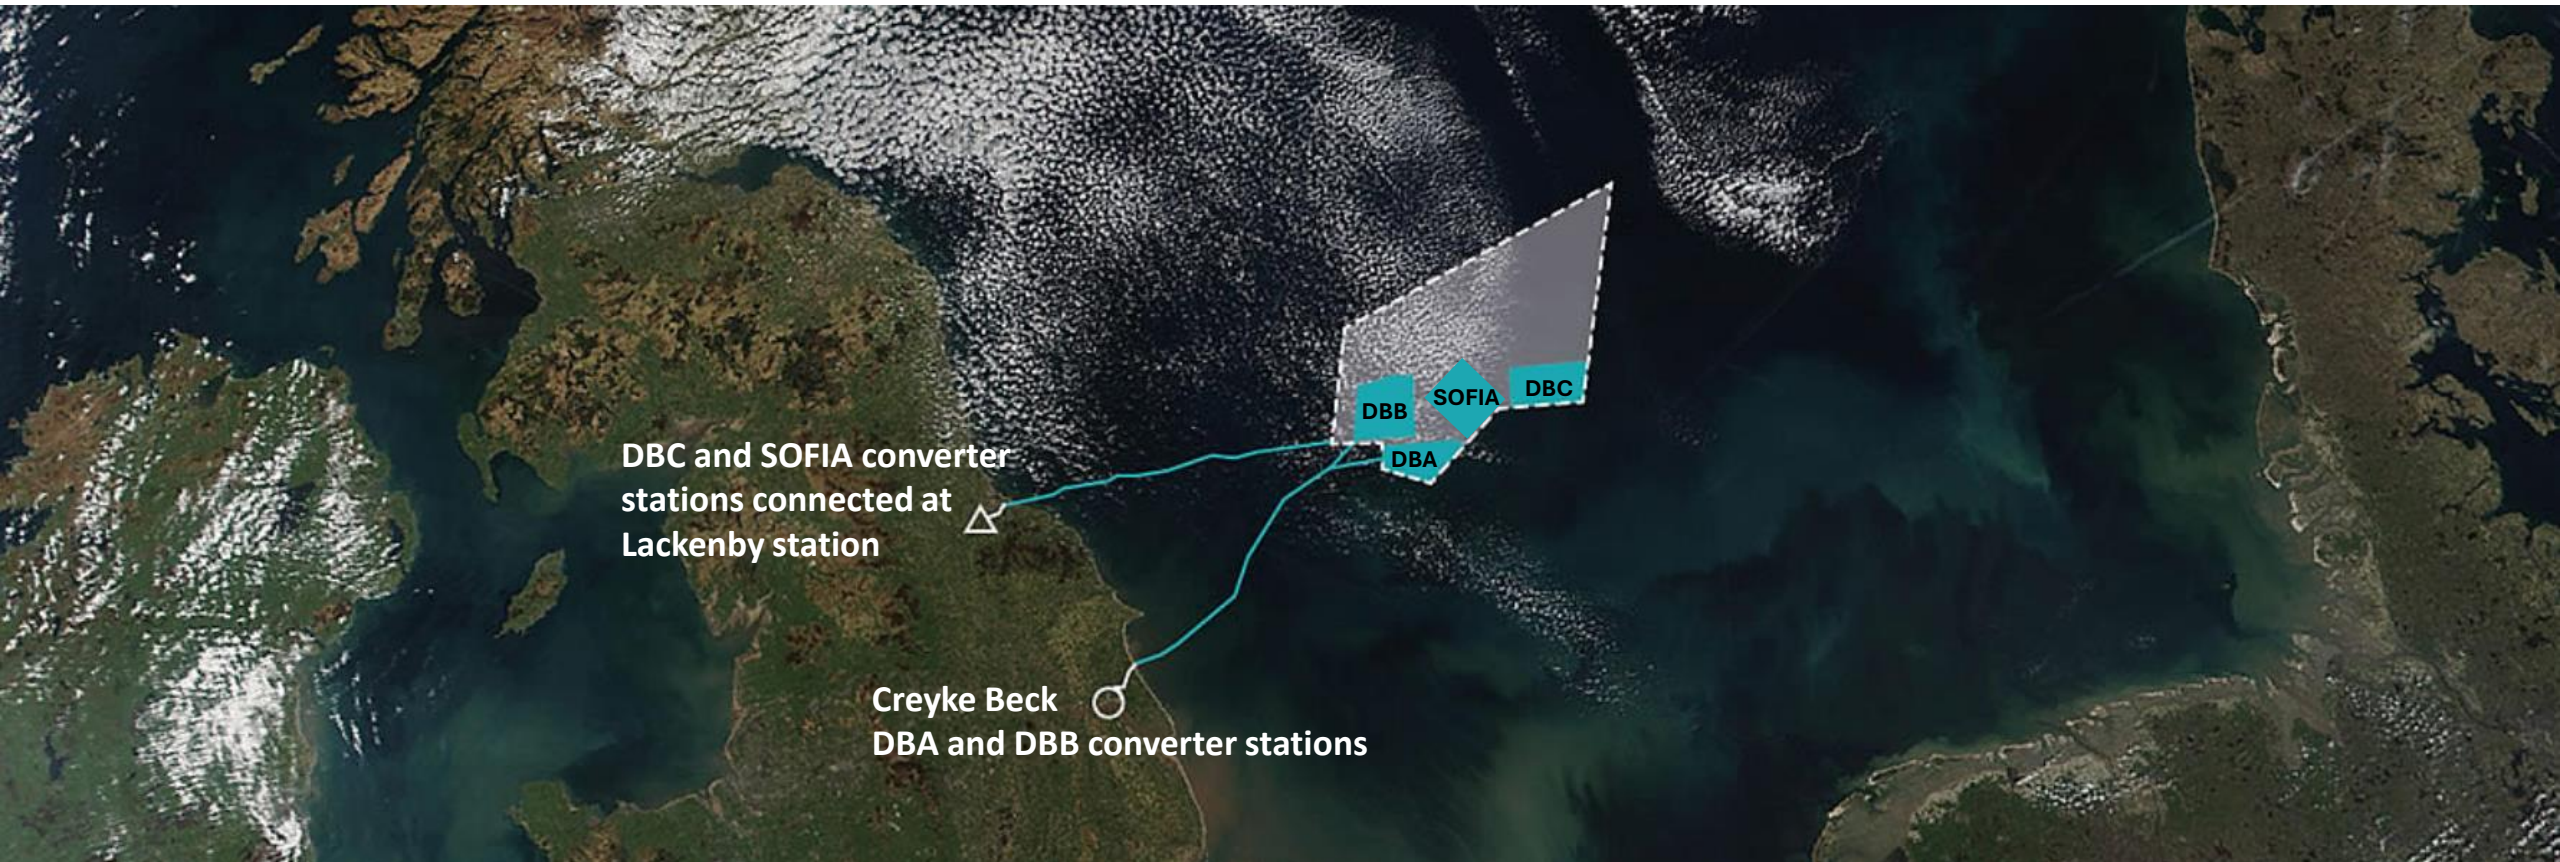 DBB
SOFIA
DBC
DBA
DBC and SOFIA converter
stations connected at
Lackenby station
Creyke Beck
DBA and DBB converter stations